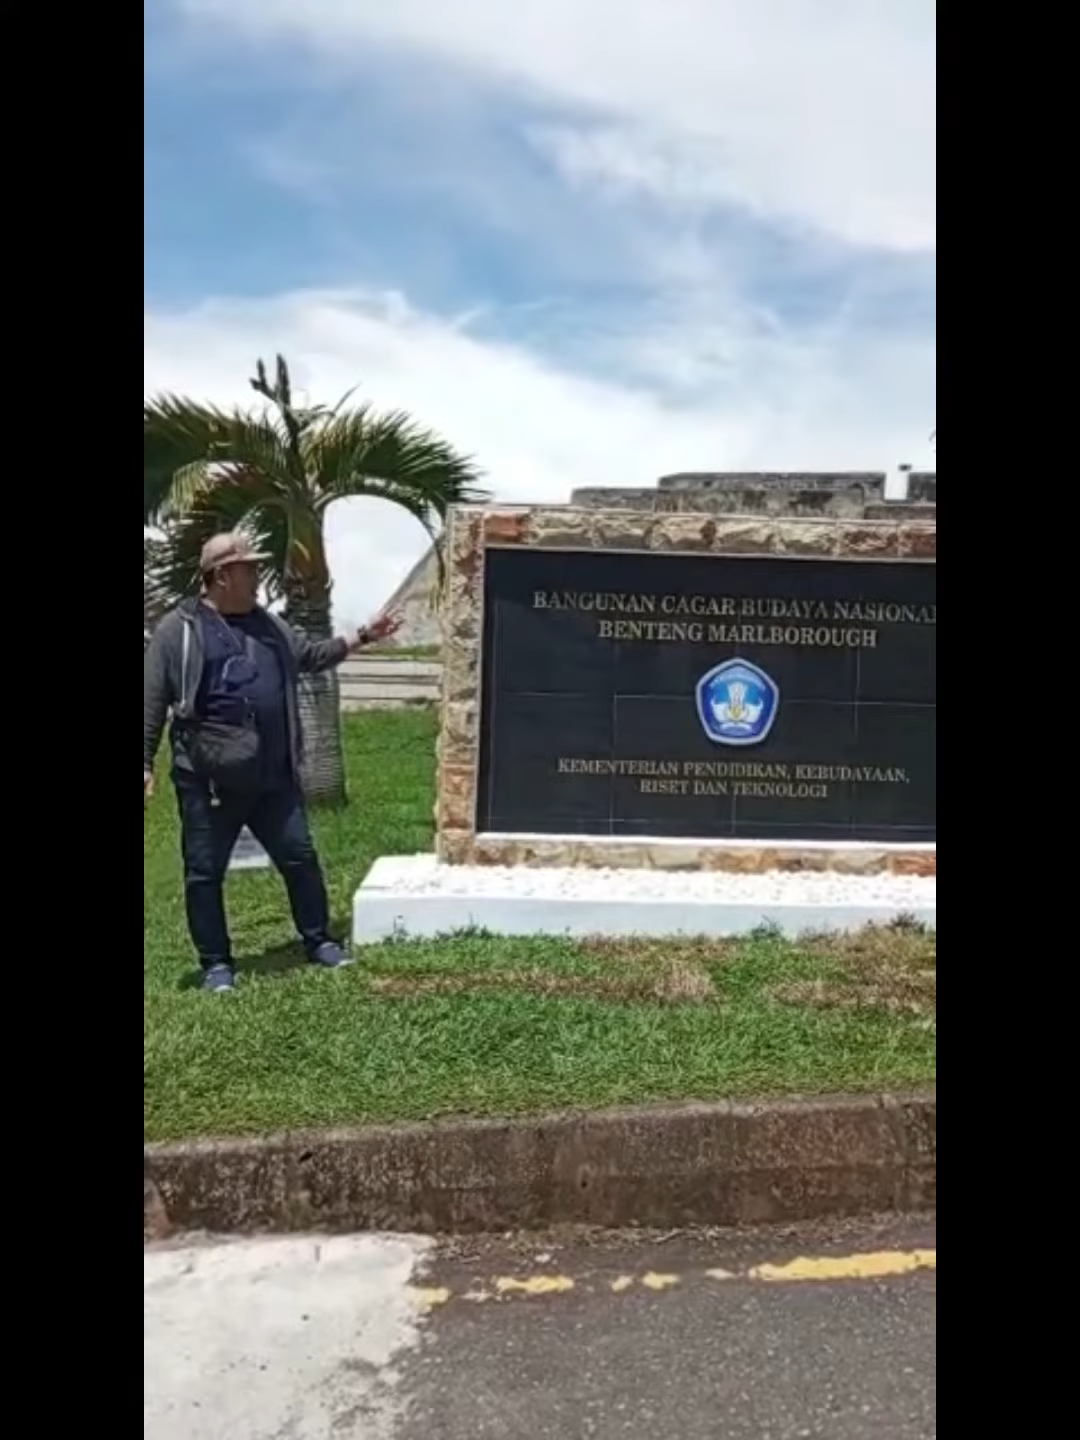 BANGUNAN CAGAR BUDAYA NASIONAL
BENTENG MARLBOROUGH
KEMENTERIAN PENDIDIKAN, KEBUDAYAAN,
RISET DAN TEKNOLOGI